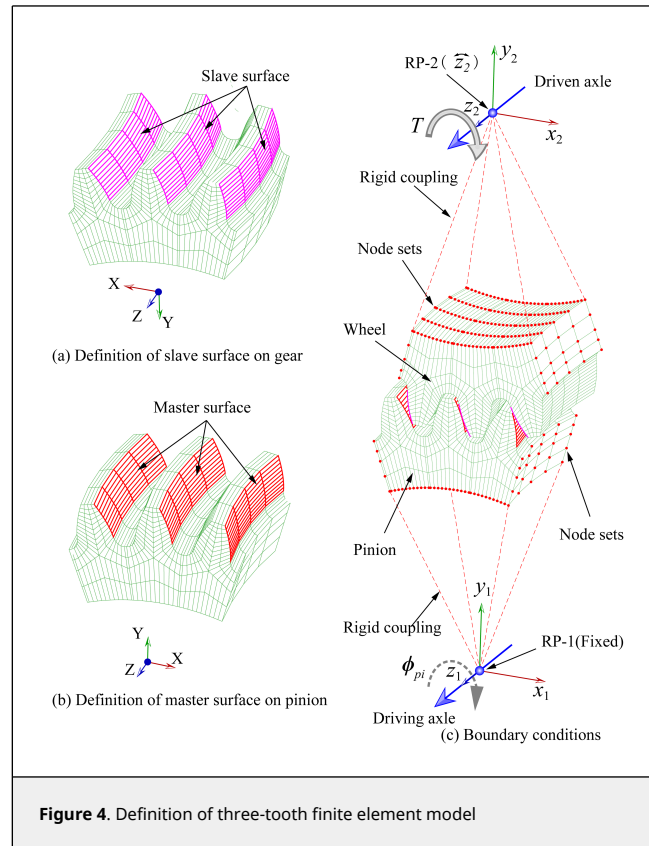 Slave surface
X
Z
Y
(a) Definition of slave surface on gear
Master surface
Y
Z
X
(b) Definition of master surface on pinion
y₂
RP-2( z₂ )
Driven axle
z₂
T
x₂
Rigid coupling
Node sets
Wheel
Pinion
Node sets
y₁
Rigid coupling
RP-1(Fixed)
ϕₚᵢ
z₁
x₁
Driving axle
(c) Boundary conditions
Figure 4. Definition of three-tooth finite element model